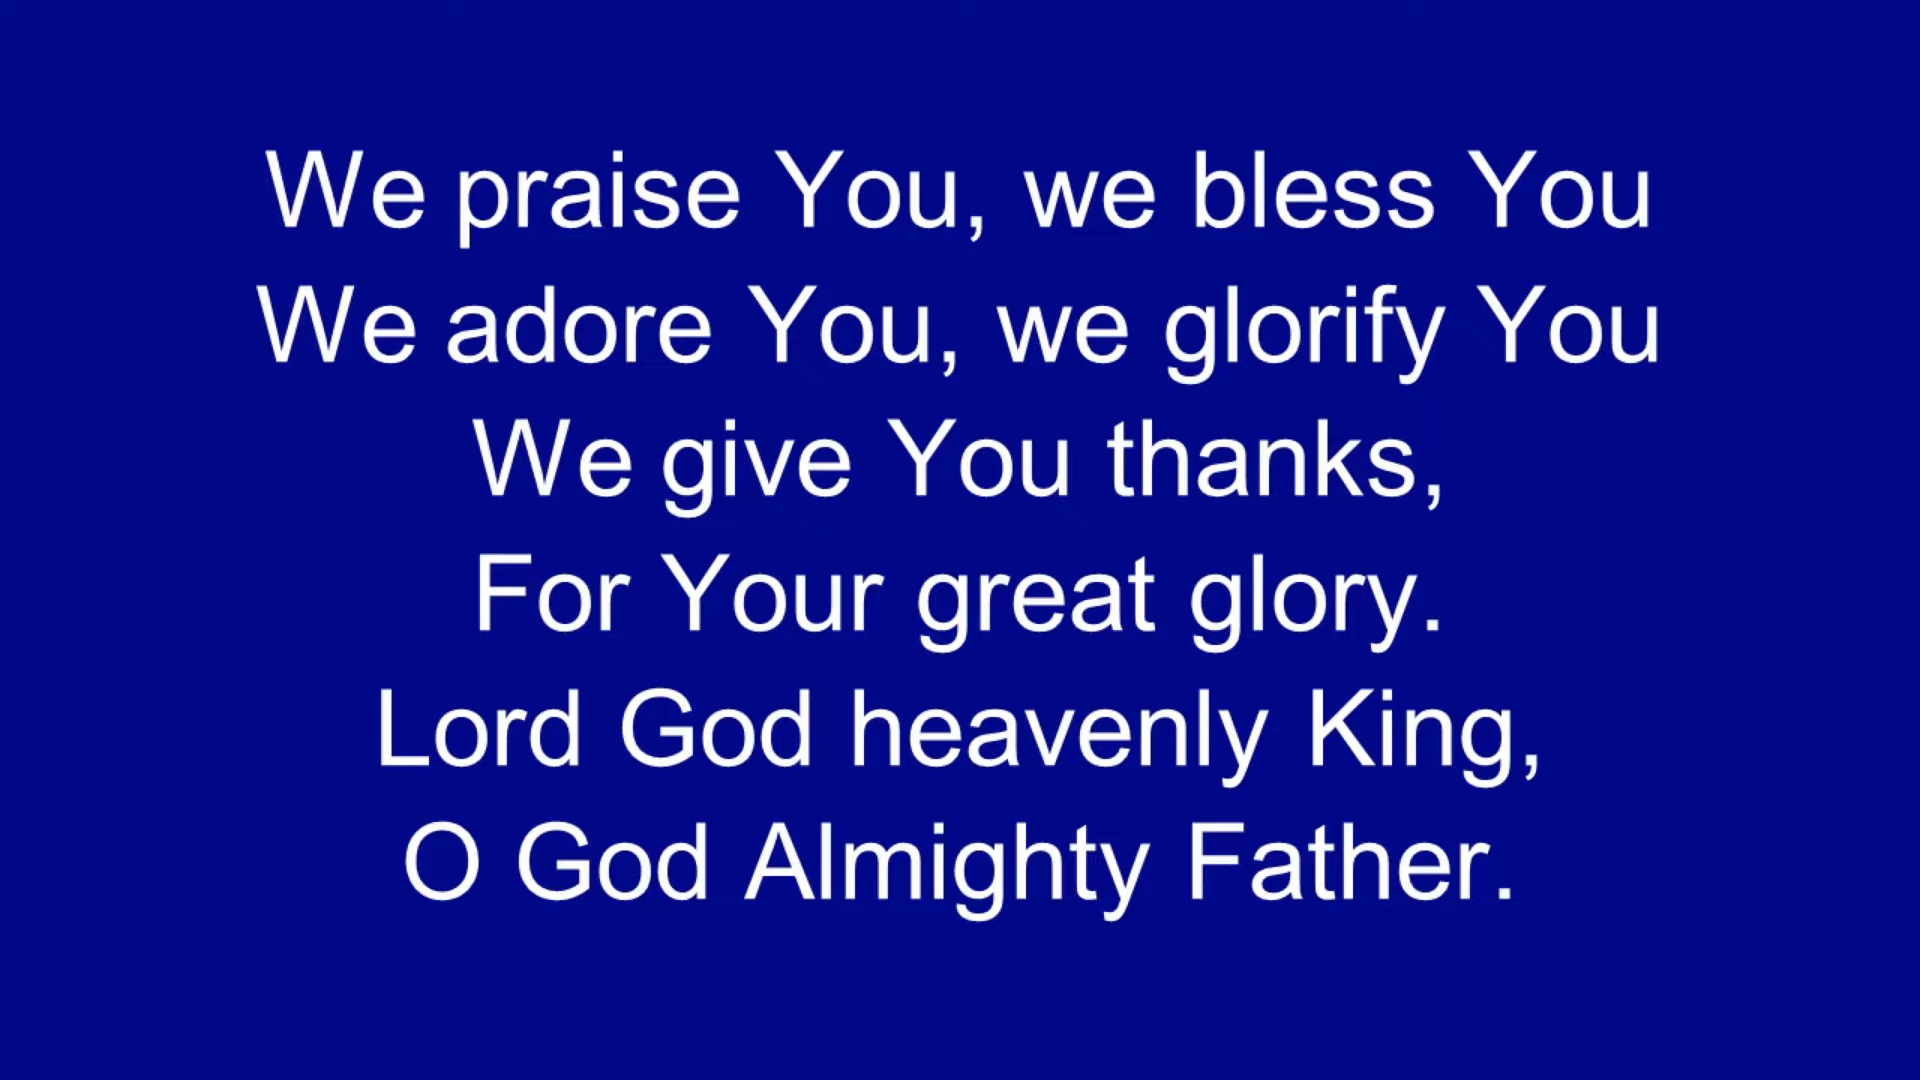 We praise You, we bless You
We adore You, we glorify You
We give You thanks,
For Your great glory.
Lord God heavenly King,
O God Almighty Father.